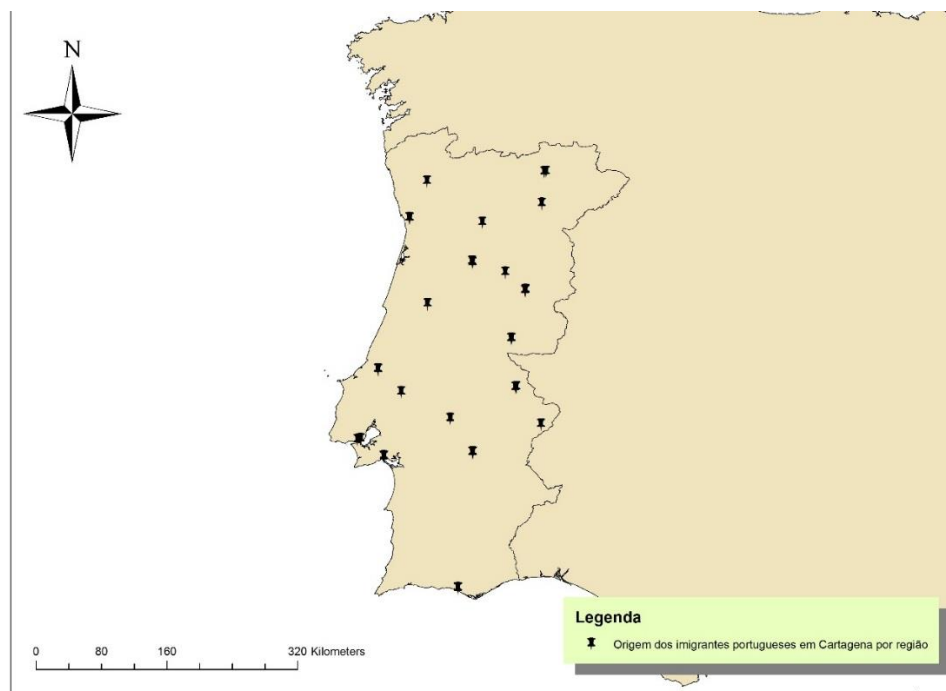 N
0 80 160 320 Kilometers
Legenda
Origem dos imigrantes portugueses em Cartagena por região